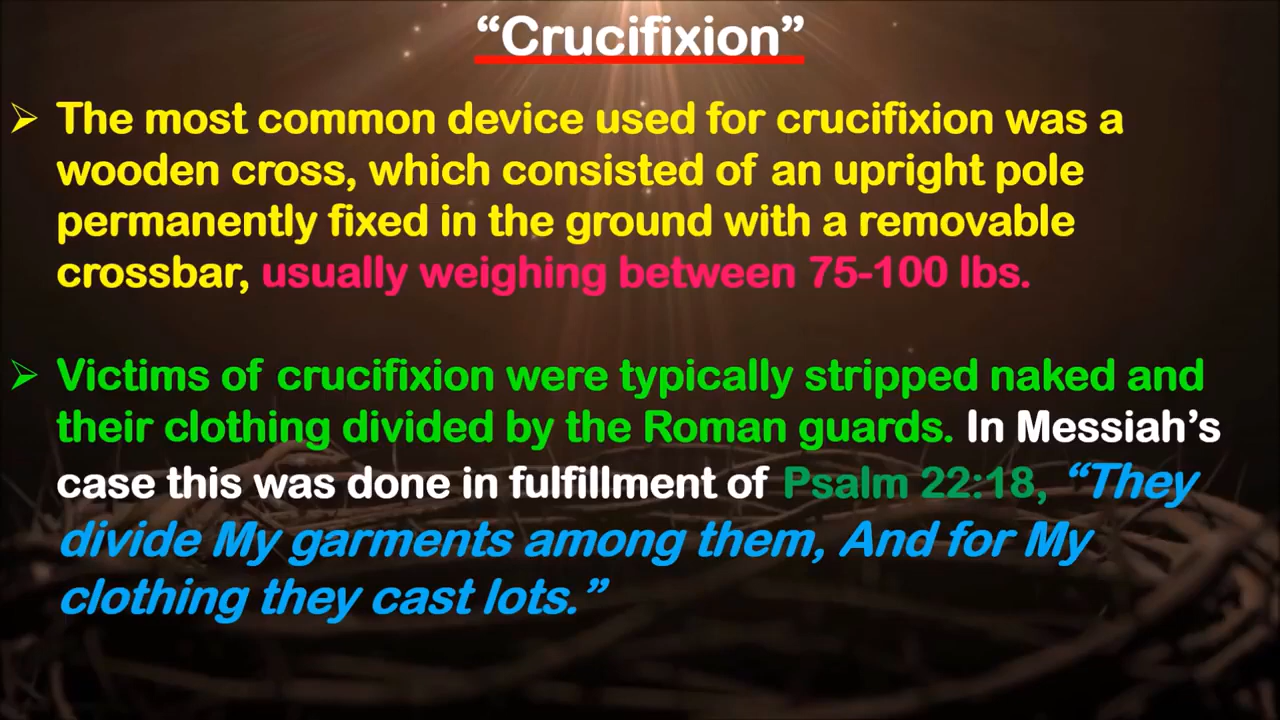 “Crucifixion”
The most common device used for crucifixion was a
wooden cross, which consisted of an upright pole
permanently fixed in the ground with a removable
crossbar, usually weighing between 75-100 lbs.
Victims of crucifixion were typically stripped naked and
their clothing divided by the Roman guards. In Messiah’s
case this was done in fulfillment of Psalm 22:18, “They
divide My garments among them, And for My
clothing they cast lots.”